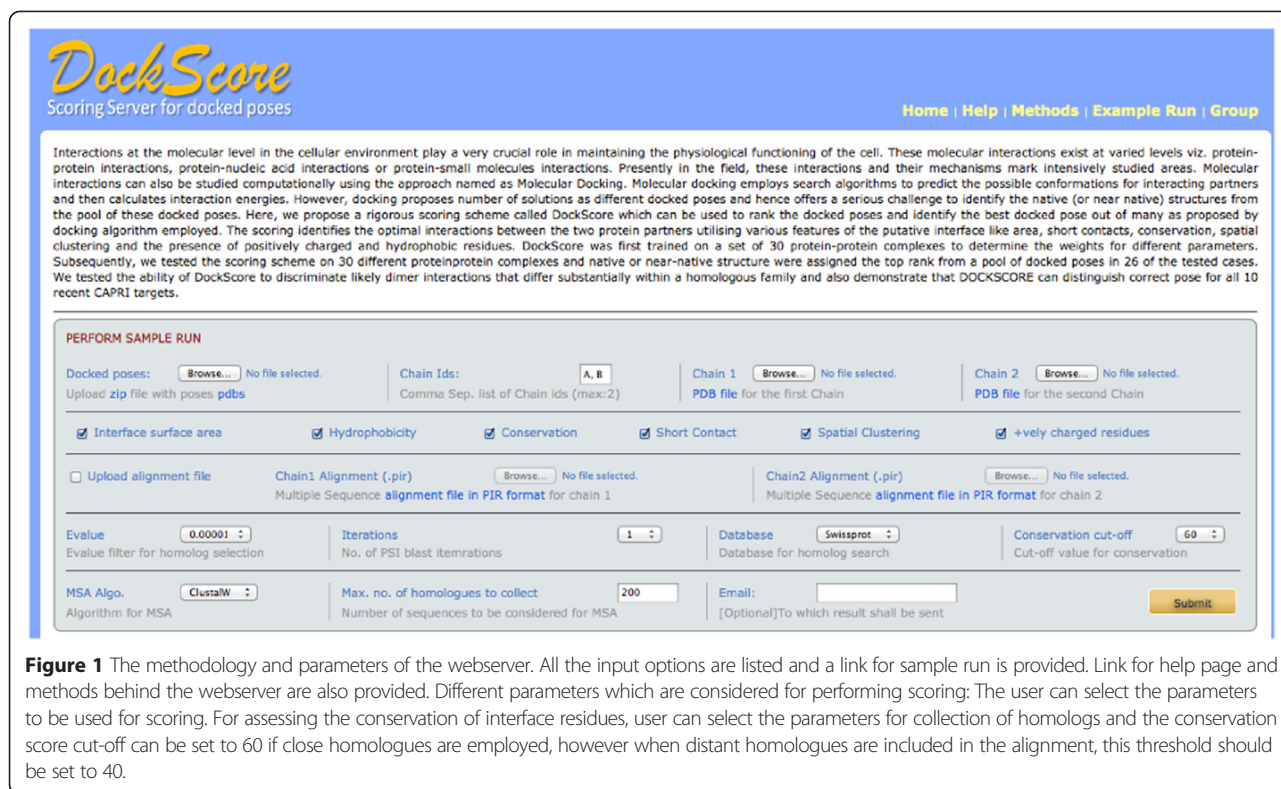 DockScore
Scoring Server for docked poses
Home | Help | Methods | Example Run | Group
Interactions at the molecular level in the cellular environment play a very crucial role in maintaining the physiological functioning of the cell. These molecular interactions exist at varied levels viz. protein-
protein interactions, protein-nucleic acid interactions or protein-small molecules interactions. Presently in the field, these interactions and their mechanisms mark intensively studied areas. Molecular
interactions can also be studied computationally using the approach named as Molecular Docking. Molecular docking employs search algorithms to predict the possible conformations for interacting partners
and then calculates interaction energies. However, docking proposes number of solutions as different docked poses and hence offers a serious challenge to identify the native (or near native) structures from
the pool of these docked poses. Here, we propose a rigorous scoring scheme called DockScore which can be used to rank the docked poses and identify the best docked pose out of many as proposed by
docking algorithm employed. The scoring identifies the optimal interactions between the two protein partners utilising various features of the putative interface like area, short contacts, conservation, spatial
clustering and the presence of positively charged and hydrophobic residues. DockScore was first trained on a set of 30 protein-protein complexes to determine the weights for different parameters.
Subsequently, we tested the scoring scheme on 30 different proteinprotein complexes and native or near-native structure were assigned the top rank from a pool of docked poses in 26 of the tested cases.
We tested the ability of DockScore to discriminate likely dimer interactions that differ substantially within a homologous family and also demonstrate that DOCKSCORE can distinguish correct pose for all 10
recent CAPRI targets.
PERFORM SAMPLE RUN
Docked poses: Browse... No file selected. Chain Ids: A, B Chain 1 Browse... No file selected. Chain 2 Browse... No file selected.
Upload zip file with poses pdbs Comma Sep. list of Chain ids (max:2) PDB file for the first Chain PDB file for the second Chain
Interface surface area Hydrophobicity Conservation Short Contact Spatial Clustering +vely charged residues
Upload alignment file Chain1 Alignment (.pir) Browse... No file selected. Chain2 Alignment (.pir) Browse... No file selected.
Multiple Sequence alignment file in PIR format for chain 1 Multiple Sequence alignment file in PIR format for chain 2
Evalue 0.00001 Iterations 1 Database Swissprot Conservation cut-off 60
Evalue filter for homolog selection No. of PSI blast itemrations Database for homolog search Cut-off value for conservation
MSA Algo. ClustalW Max. no. of homologues to collect 200 Email:
Algorithm for MSA Number of sequences to be considered for MSA [Optional]To which result shall be sent Submit
Figure 1 The methodology and parameters of the webserver. All the input options are listed and a link for sample run is provided. Link for help page and
methods behind the webserver are also provided. Different parameters which are considered for performing scoring: The user can select the parameters
to be used for scoring. For assessing the conservation of interface residues, user can select the parameters for collection of homologs and the conservation
score cut-off can be set to 60 if close homologues are employed, however when distant homologues are included in the alignment, this threshold should
be set to 40.